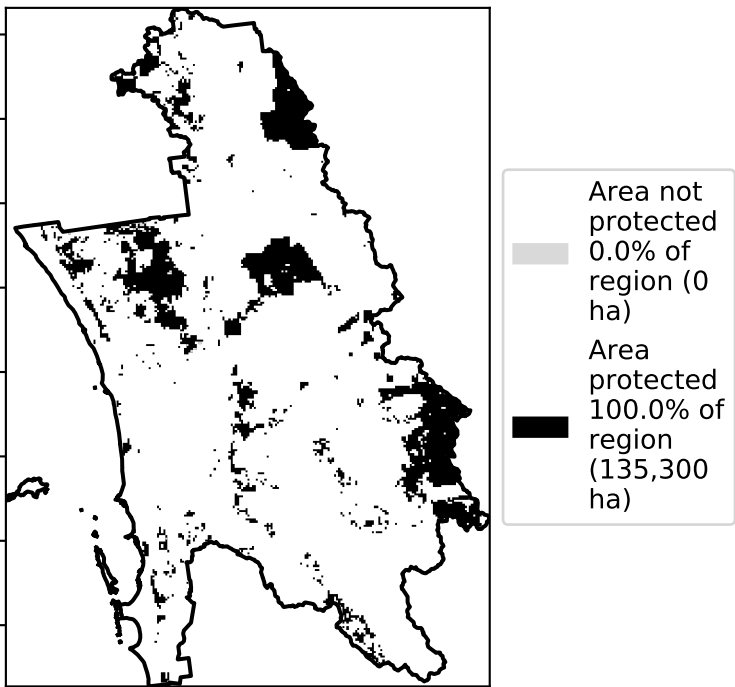 Area not
protected
0.0% of
region (0
ha)
Area
protected
100.0% of
region
(135,300
ha)